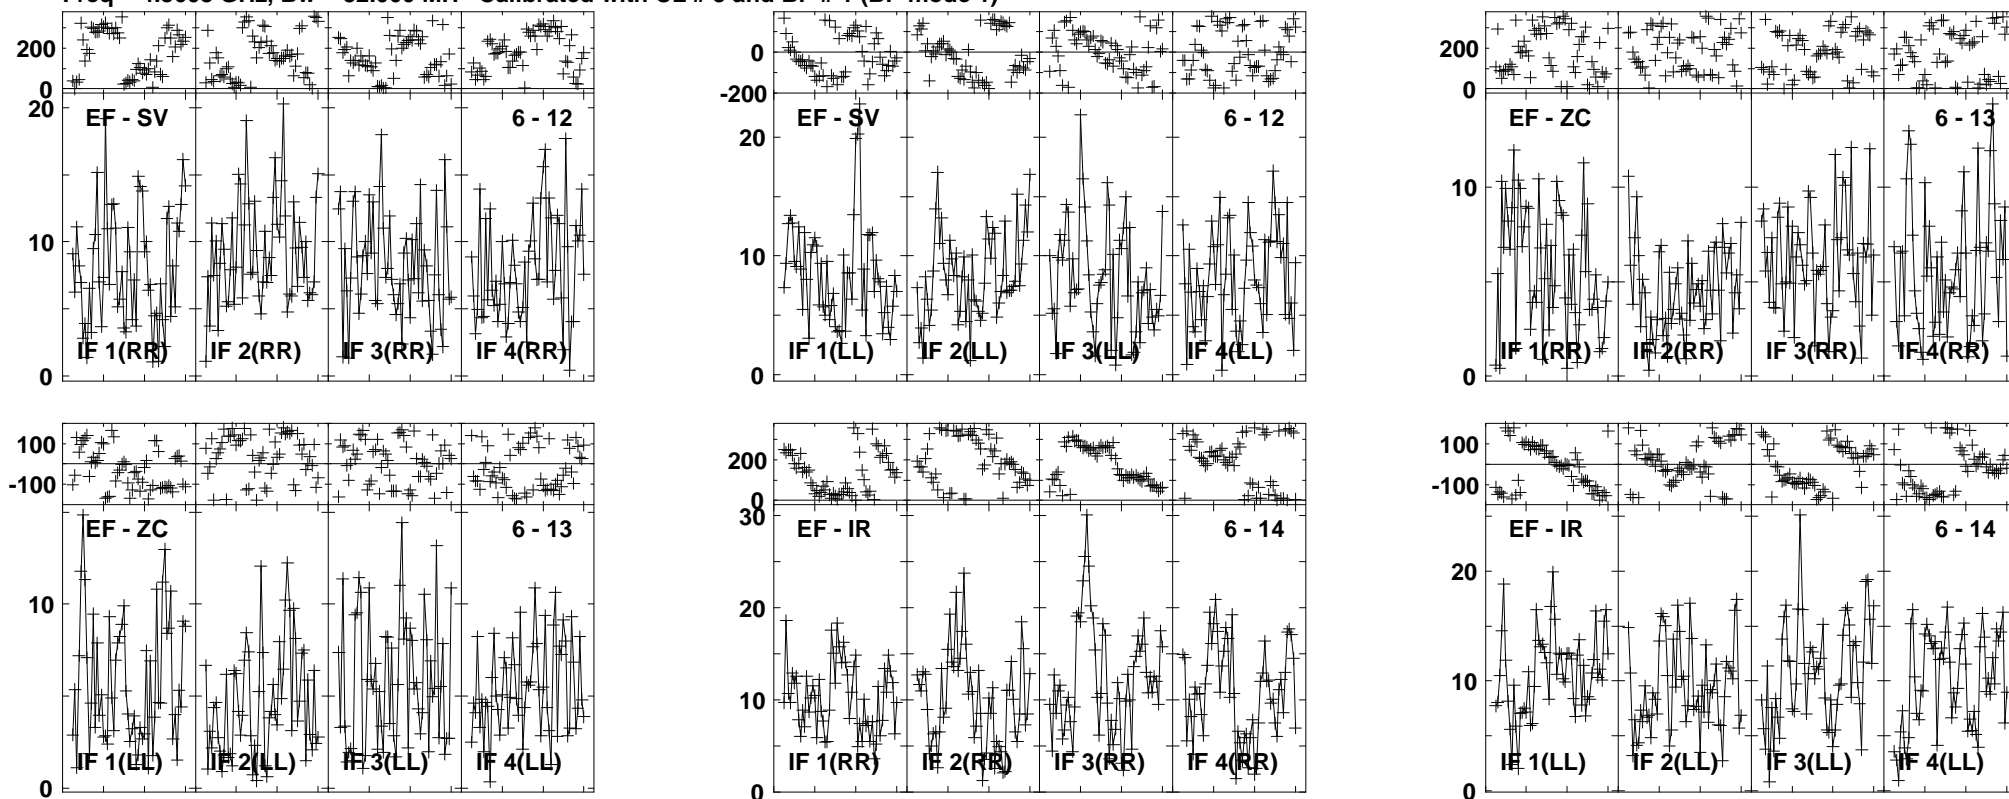 200
0
20
10
0
EF - SV
6 - 12
IF 1(RR)
IF 2(RR)
IF 3(RR)
IF 4(RR)
0
-200
20
10
0
EF - SV
6 - 12
IF 1(LL)
IF 2(LL)
IF 3(LL)
IF 4(LL)
200
0
10
0
EF - ZC
6 - 13
IF 1(RR)
IF 2(RR)
IF 3(RR)
IF 4(RR)
100
-100
10
0
EF - ZC
6 - 13
IF 1(LL)
IF 2(LL)
IF 3(LL)
IF 4(LL)
200
0
30
20
10
0
EF - IR
6 - 14
IF 1(RR)
IF 2(RR)
IF 3(RR)
IF 4(RR)
100
-100
20
10
0
EF - IR
6 - 14
IF 1(LL)
IF 2(LL)
IF 3(LL)
IF 4(LL)